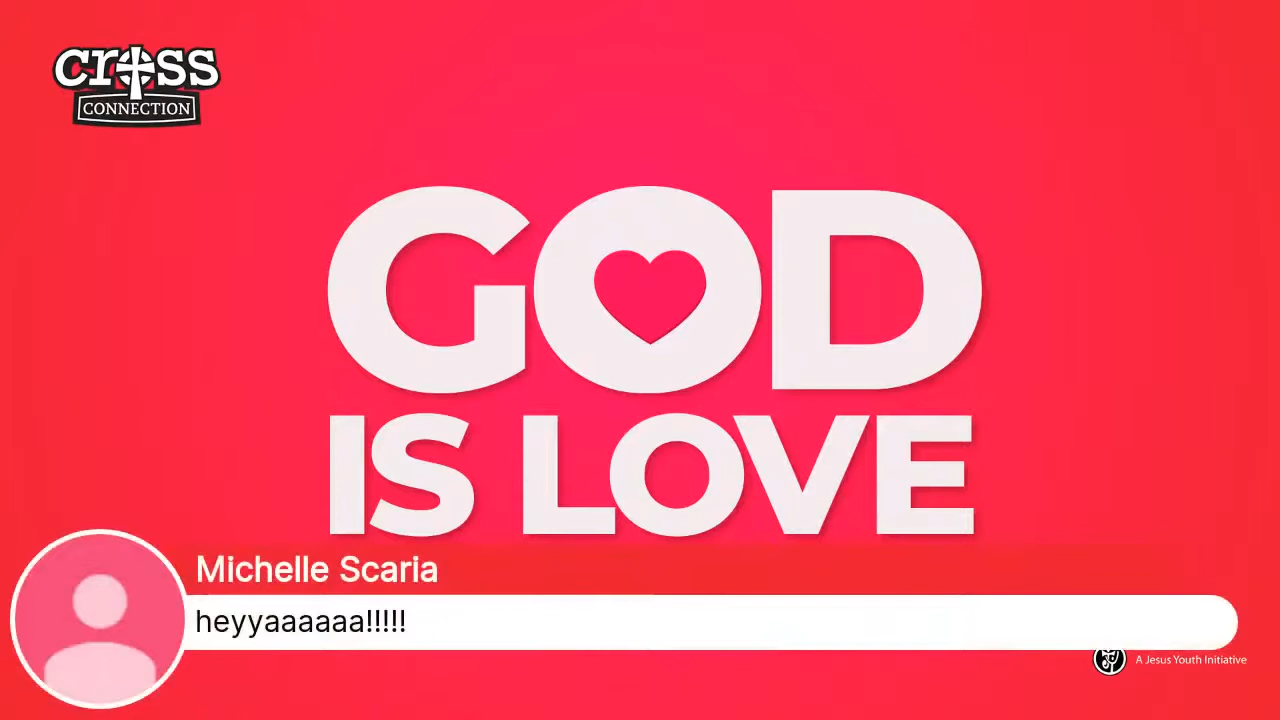 cross
CONNECTION
GOD
IS LOVE
Michelle Scaria
heyyaaaaaa!!!!!
A Jesus Youth Initiative